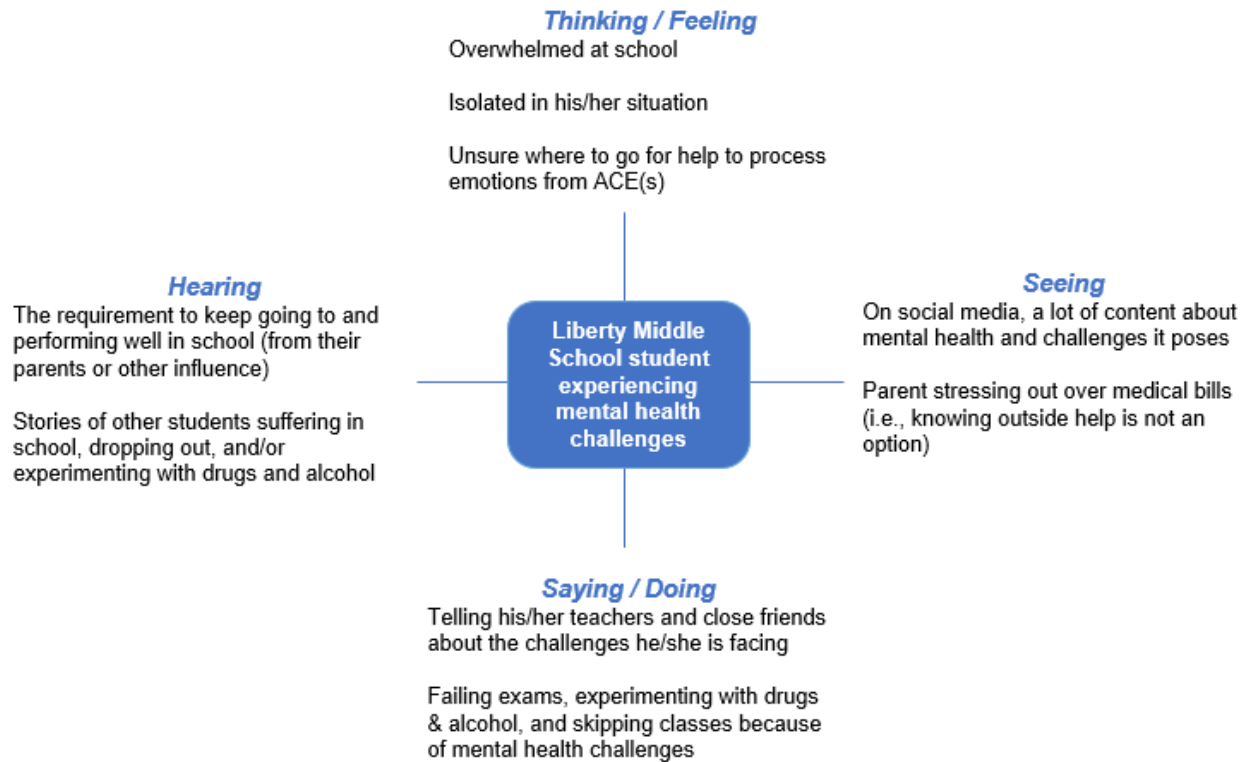 Thinking / Feeling
Overwhelmed at school
Isolated in his/her situation
Unsure where to go for help to process
emotions from ACE(s)
Hearing
The requirement to keep going to and
performing well in school (from their
parents or other influence)
Stories of other students suffering in
school, dropping out, and/or
experimenting with drugs and alcohol
Liberty Middle
School student
experiencing
mental health
challenges
Seeing
On social media, a lot of content about
mental health and challenges it poses
Parent stressing out over medical bills
(i.e., knowing outside help is not an
option)
Saying / Doing
Telling his/her teachers and close friends
about the challenges he/she is facing
Failing exams, experimenting with drugs
& alcohol, and skipping classes because
of mental health challenges